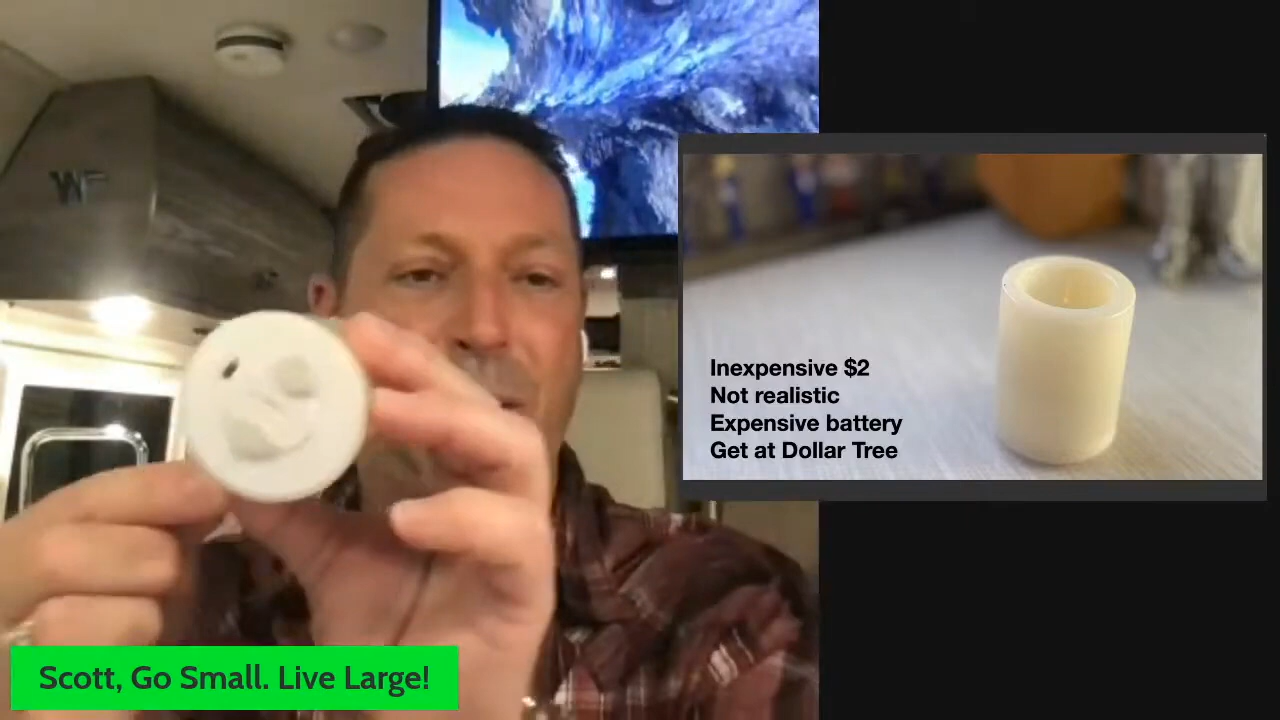 Inexpensive $2
Not realistic
Expensive battery
Get at Dollar Tree
Scott, Go Small. Live Large!